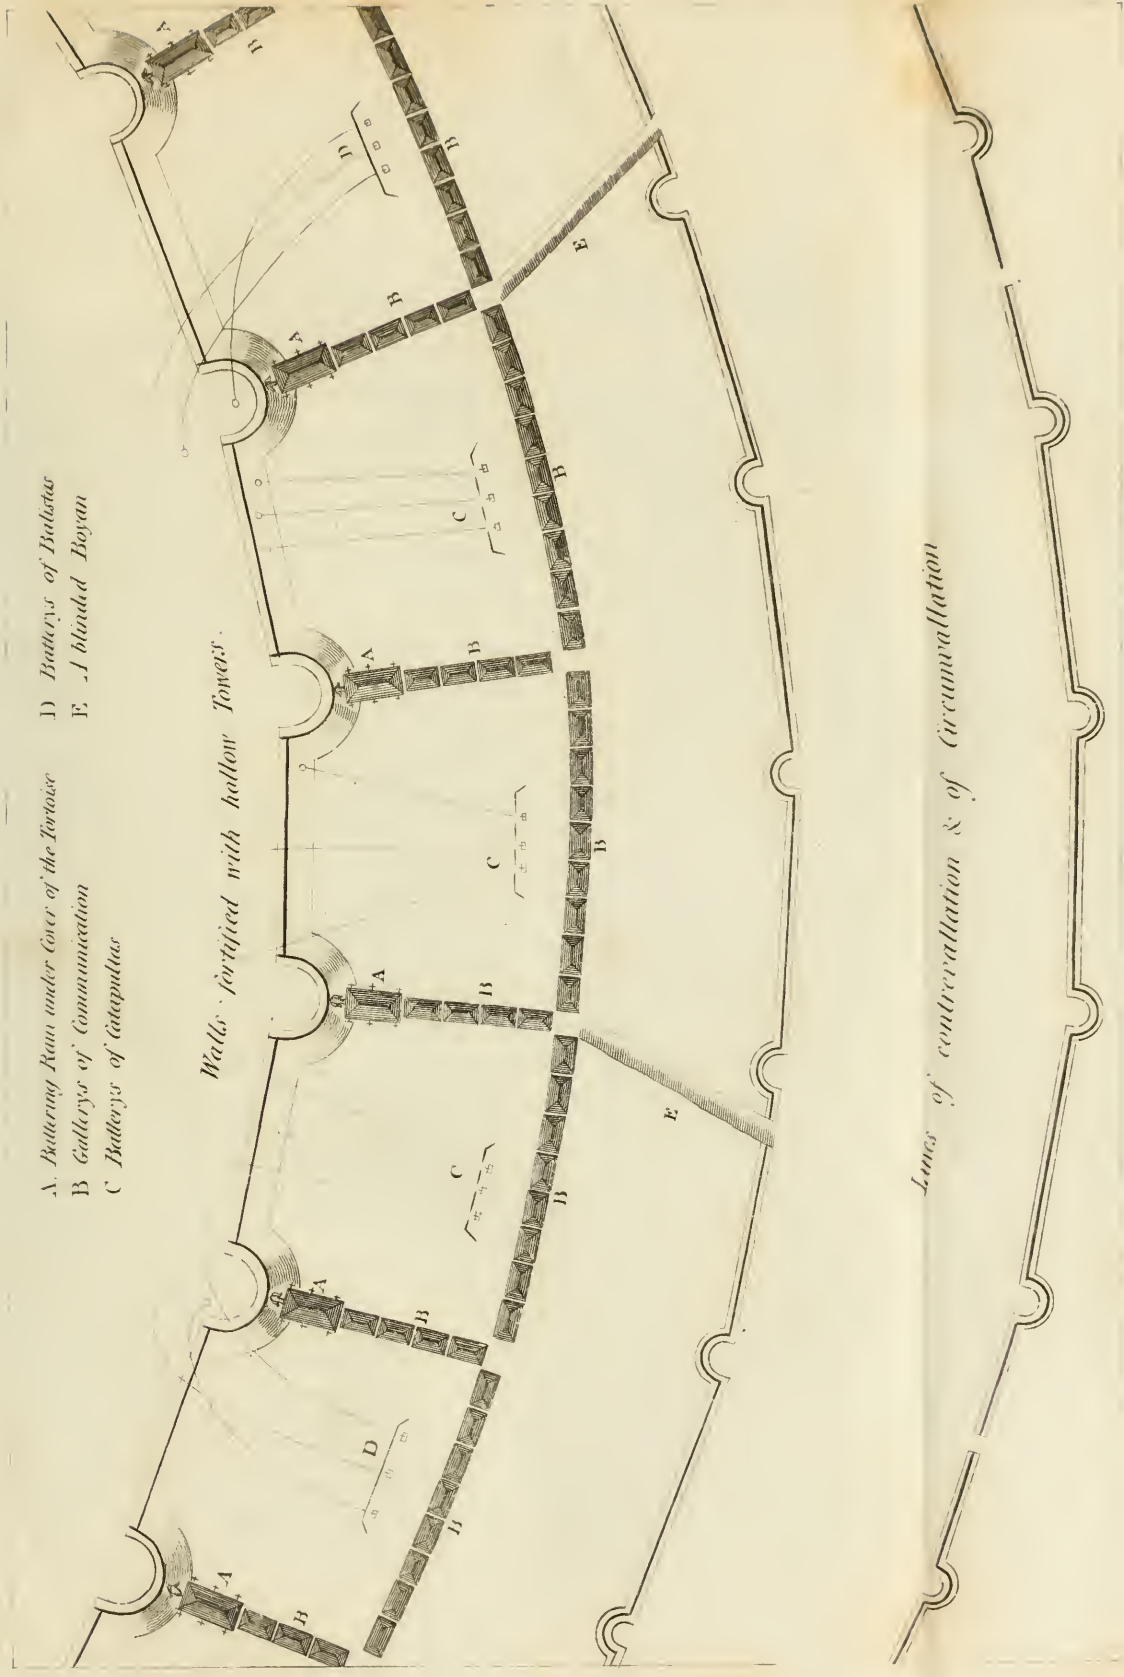 A. Battering Ram under Cover of the Tortoise
B Gallerys of Communication
C Batterys of Catapultas
D Batterys of Balistas
E A blinded Boyan
Walls fortified with hollow Towers.
A
B
A
B
A
B
A
B
A
B
A
B
D
C
C
C
D
B
B
B
B
B
E
E
Lines of contrevallation & of Circumvallation